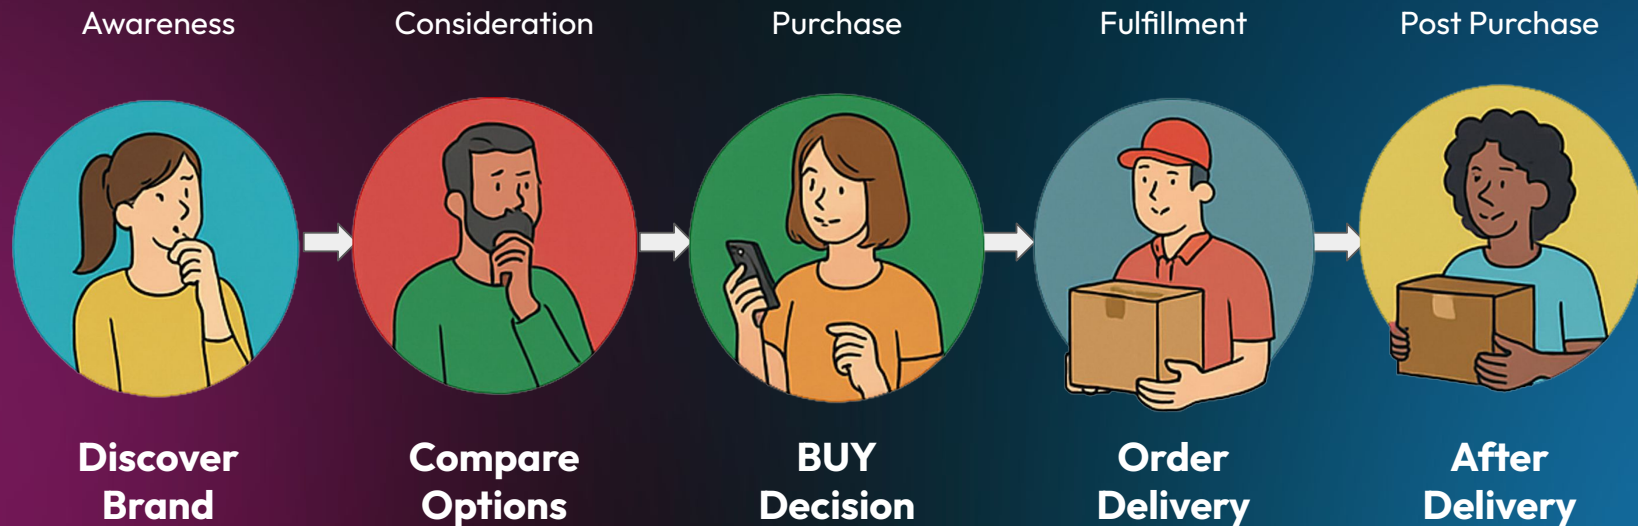 Awareness
Consideration
Purchase
Fulfillment
Post Purchase
Discover
Brand
Compare
Options
BUY
Decision
Order
Delivery
After
Delivery